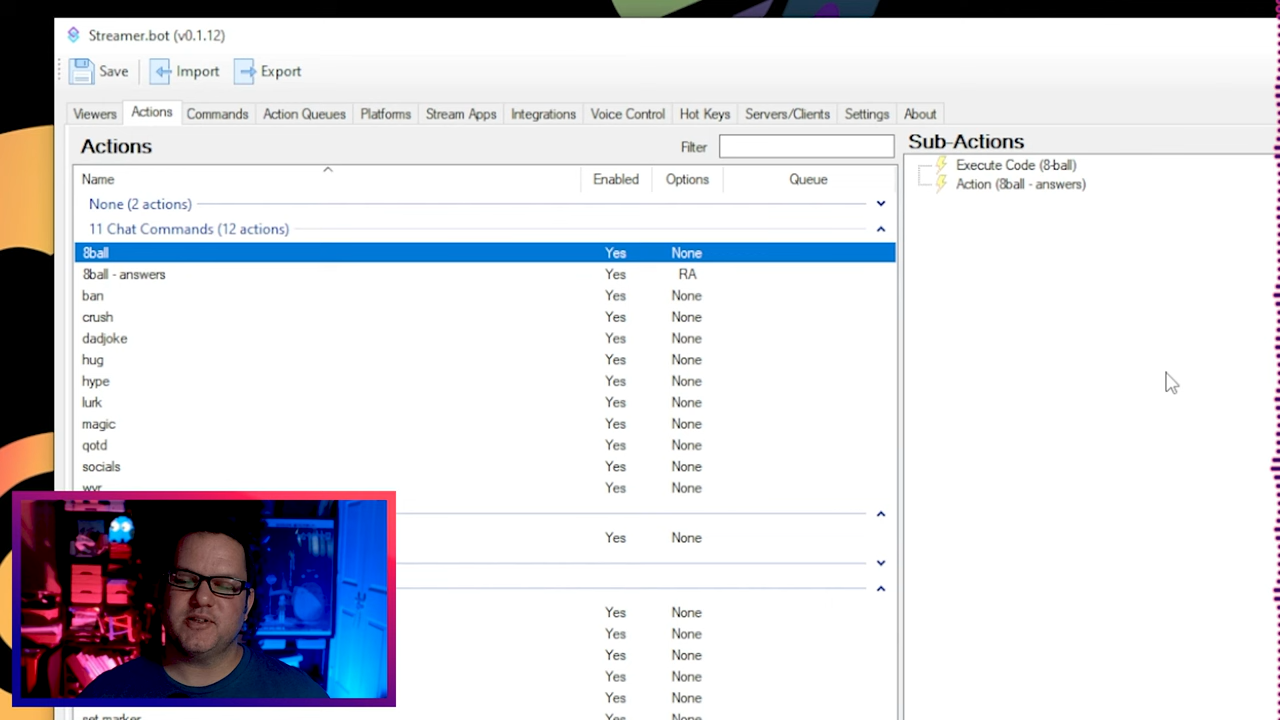 Streamer.bot (v0.1.12)
Save Import Export
Viewers Actions Commands Action Queues Platforms Stream Apps Integrations Voice Control Hot Keys Servers/Clients Settings About
Actions Filter
Name Enabled Options Queue
None (2 actions)
11 Chat Commands (12 actions)
8ball Yes None
8ball - answers Yes RA
ban Yes None
crush Yes None
dadjoke Yes None
hug Yes None
hype Yes None
lurk Yes None
magic Yes None
qotd Yes None
socials Yes None
wyr Yes None
Yes None
Yes None
Yes None
Yes None
Yes None
Yes None
set marker Yes None
Sub-Actions
Execute Code (8-ball)
Action (8ball - answers)